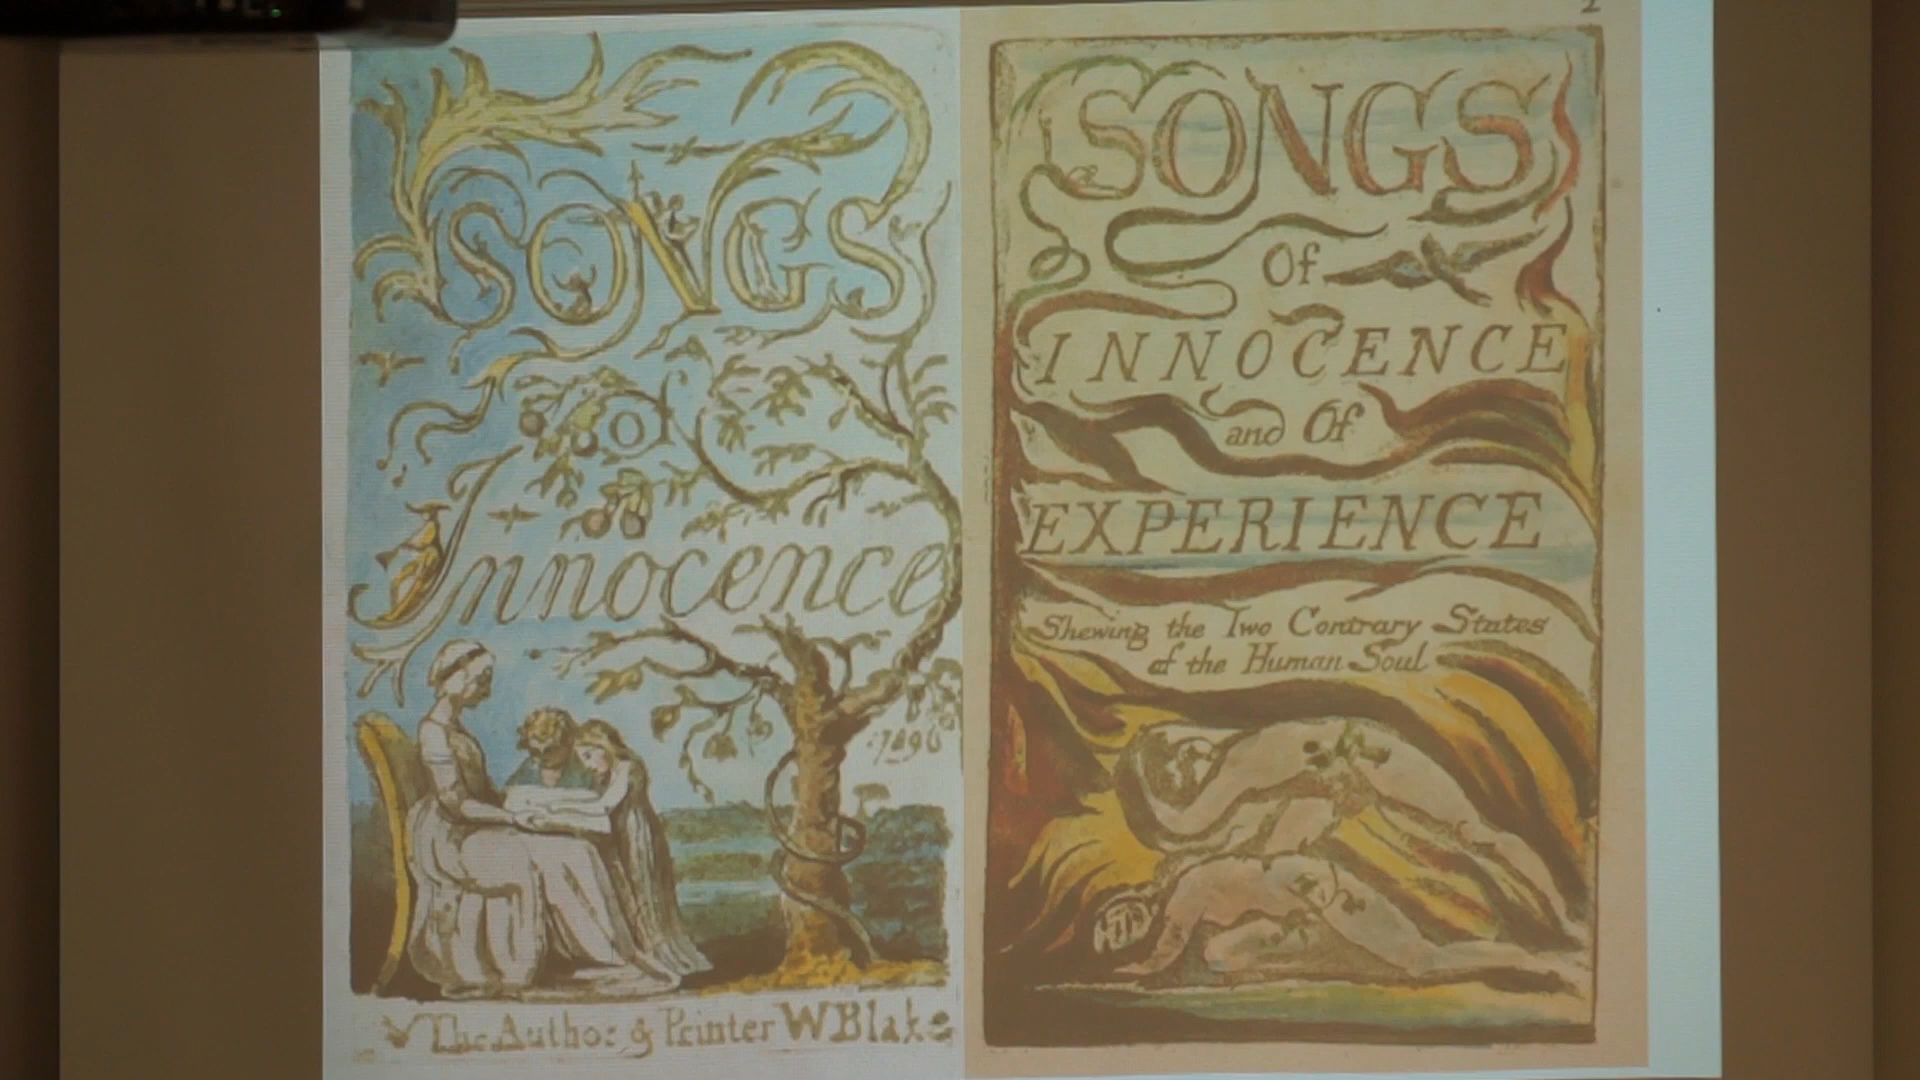 SONGS
of
Innocence
The Author & Printer W Blake
2
SONGS
Of
INNOCENCE
and Of
EXPERIENCE
Shewing the Two Contrary States
of the Human Soul